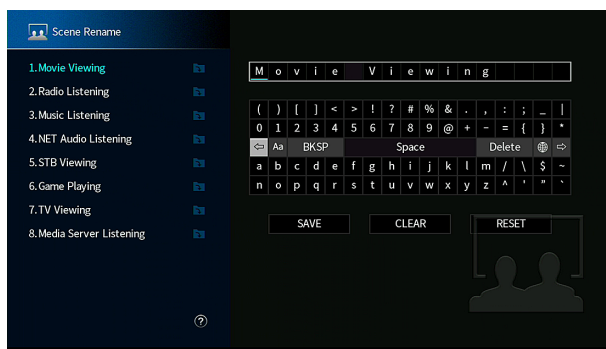 Scene Rename
1.Movie Viewing
2.Radio Listening
3.Music Listening
4.NET Audio Listening
5.STB Viewing
6.Game Playing
7.TV Viewing
8.Media Server Listening
?
Movie Viewing
( ) [ ] < > ! ? # % & . , : ; _ |
0 1 2 3 4 5 6 7 8 9 @ + - = { } *
⇦ Aa BKSP Space Delete ⇨
a b c d e f g h i j k l m / \ $ ~
n o p q r s t u v w x y z ^ ' " `
SAVE CLEAR RESET